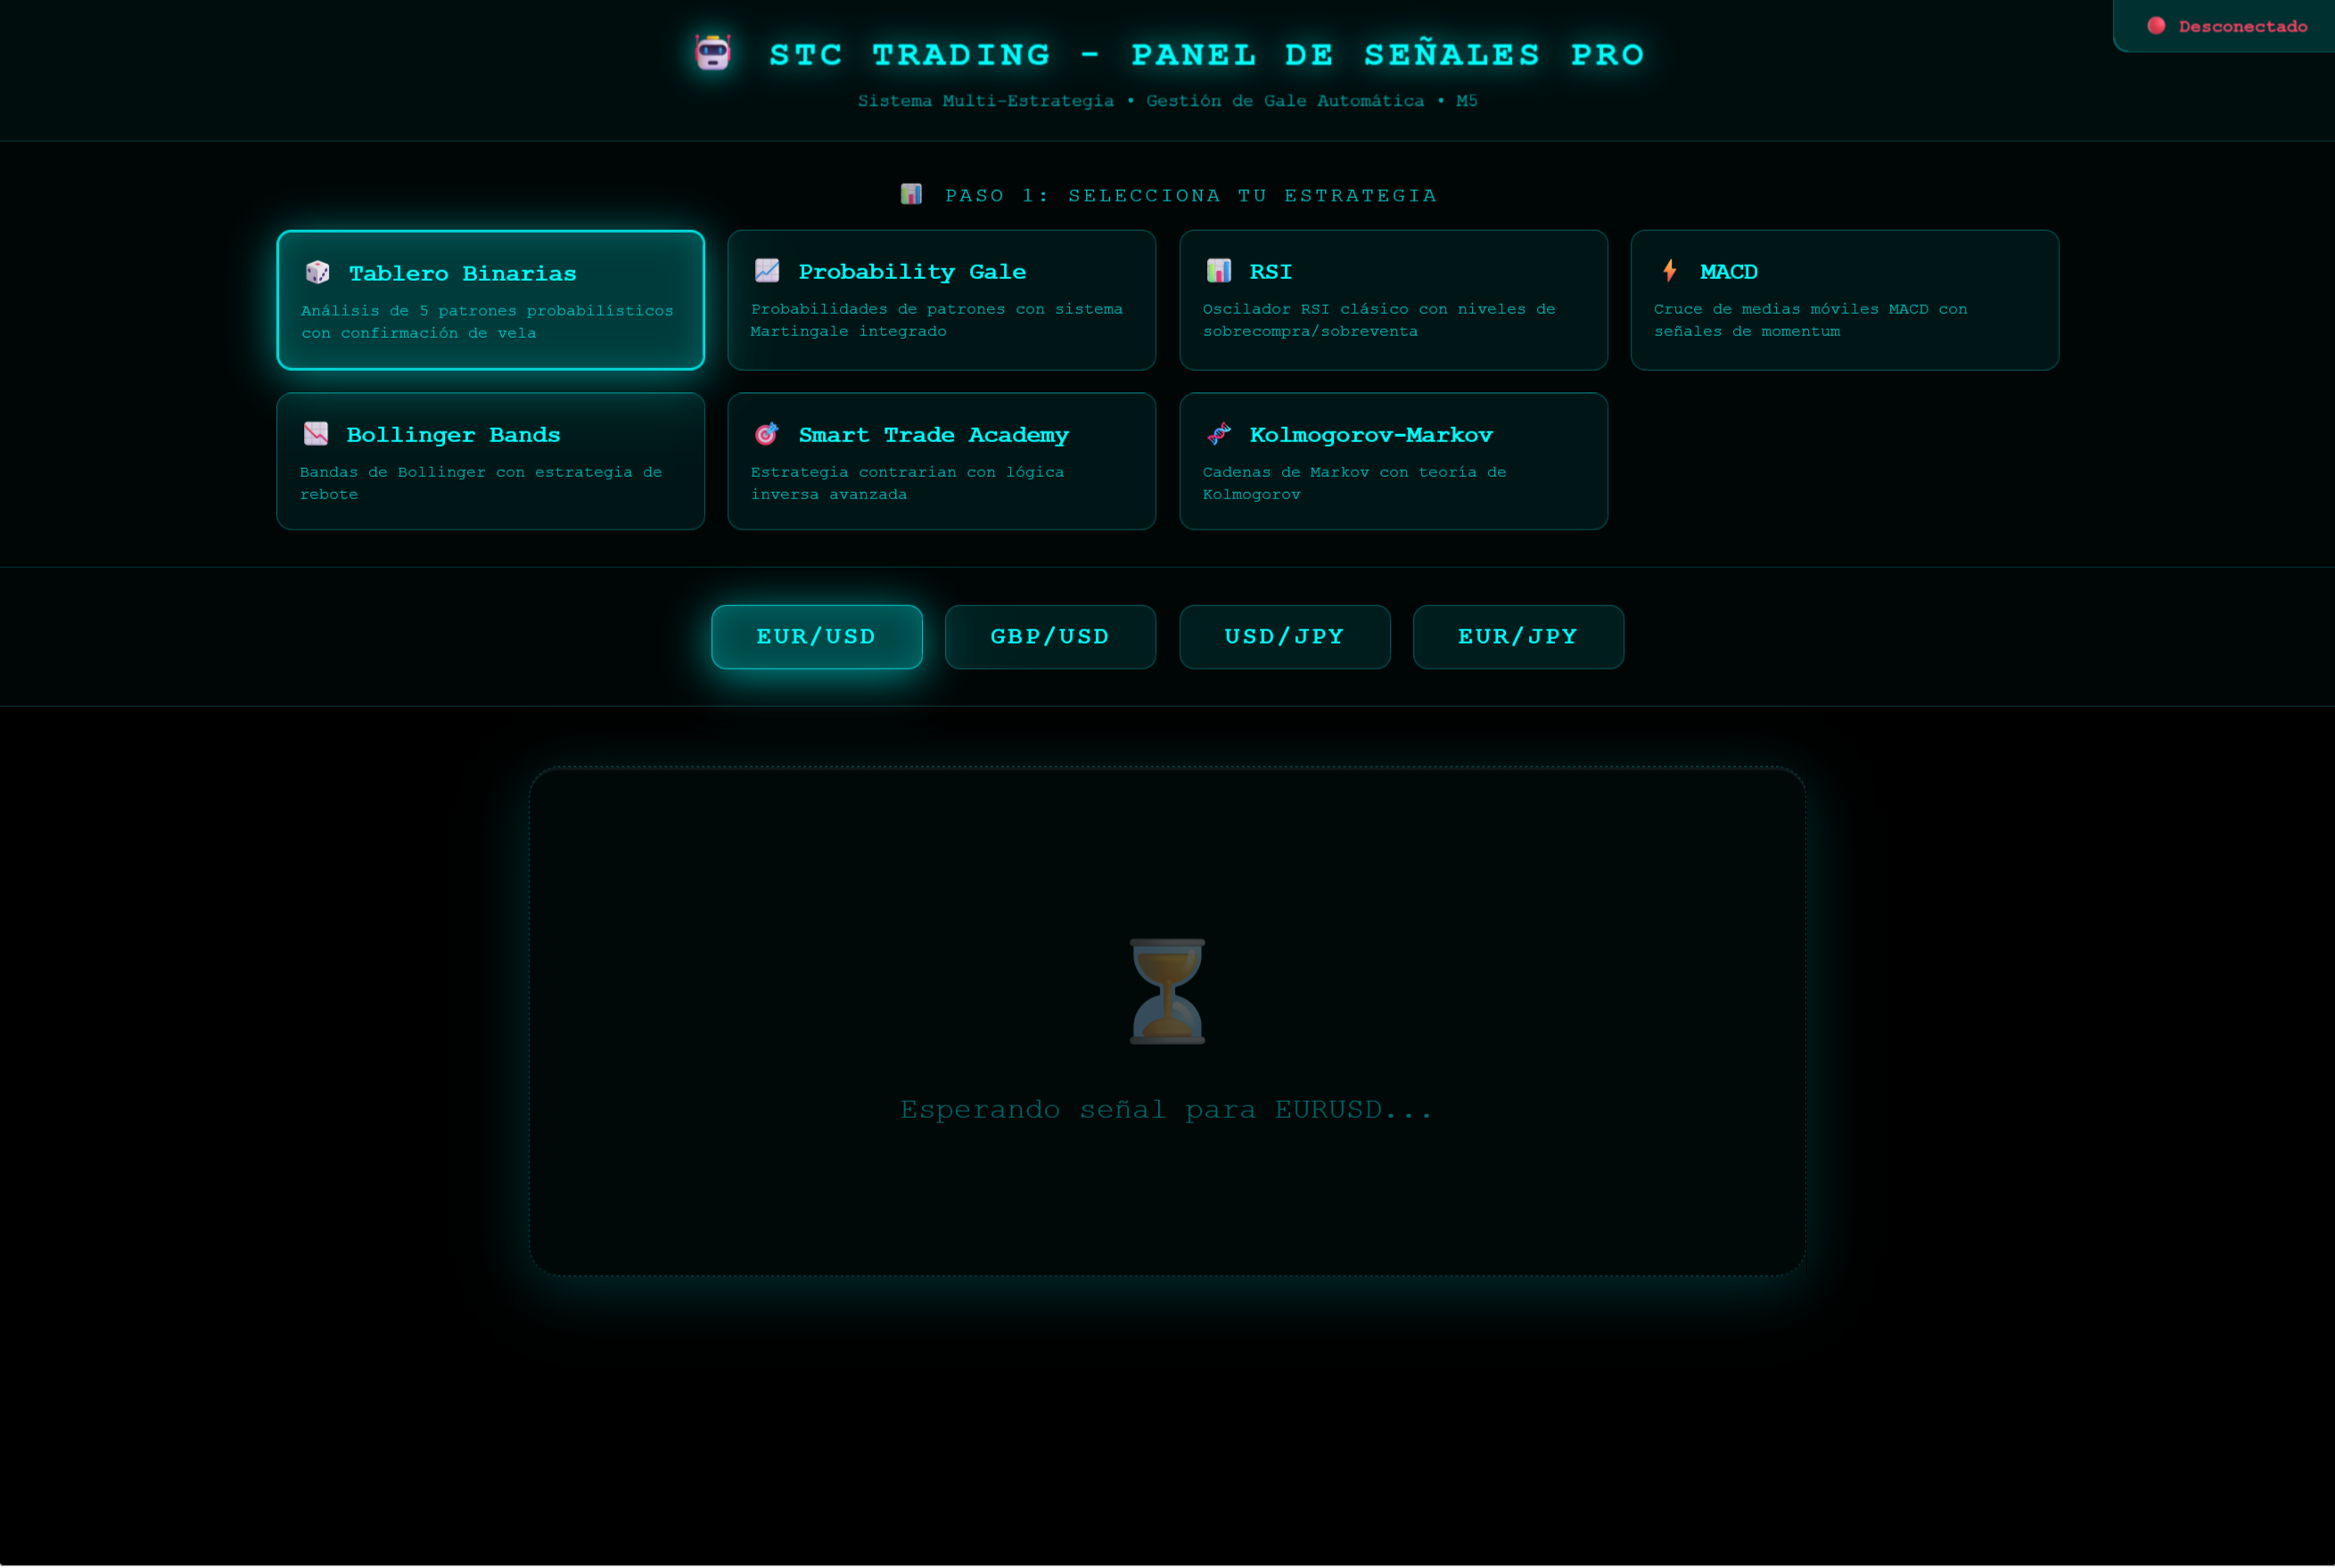 STC TRADING - PANEL DE SEÑALES PRO
Desconectado
Sistema Multi-Estrategia • Gestión de Gale Automática • M5
PASO 1: SELECCIONA TU ESTRATEGIA
Tablero Binarias
Análisis de 5 patrones probabilísticos
con confirmación de vela
Probability Gale
Probabilidades de patrones con sistema
Martingale integrado
RSI
Oscilador RSI clásico con niveles de
sobrecompra/sobreventa
MACD
Cruce de medias móviles MACD con
señales de momentum
Bollinger Bands
Bandas de Bollinger con estrategia de
rebote
Smart Trade Academy
Estrategia contrarian con lógica
inversa avanzada
Kolmogorov-Markov
Cadenas de Markov con teoría de
Kolmogorov
EUR/USD
GBP/USD
USD/JPY
EUR/JPY
Esperando señal para EURUSD...